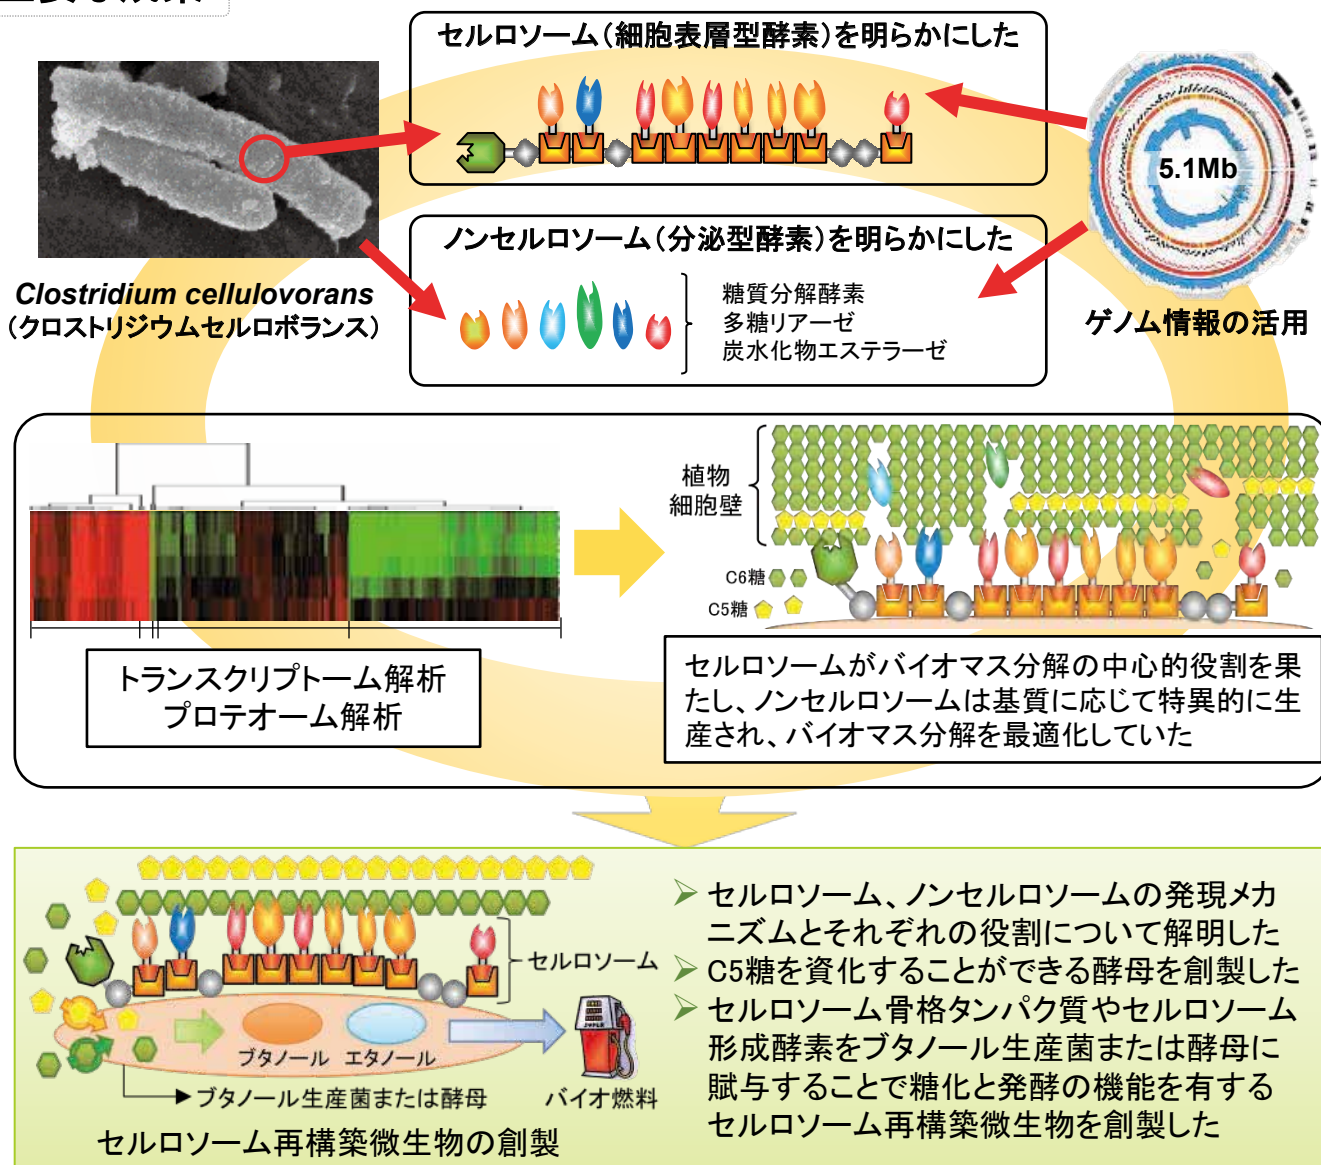 セルロソーム（細胞表層型酵素）を明らかにした
5.1Mb
ノンセルロソーム（分泌型酵素）を明らかにした
糖質分解酵素
多糖リアーゼ
炭水化物エステラーゼ
Clostridium cellulovorans
（クロストリジウムセルロボランス）
ゲノム情報の活用
植物
細胞壁
C6糖
C5糖
トランスクリプトーム解析
プロテオーム解析
セルロソームがバイオマス分解の中心的役割を果
たし、ノンセルロソームは基質に応じて特異的に生
産され、バイオマス分解を最適化していた
セルロソーム
ブタノール
エタノール
ブタノール生産菌または酵母
バイオ燃料
セルロソーム再構築微生物の創製
➢ セルロソーム、ノンセルロソームの発現メカ
ニズムとそれぞれの役割について解明した
➢ C5糖を資化することができる酵母を創製した
➢ セルロソーム骨格タンパク質やセルロソーム
形成酵素をブタノール生産菌または酵母に
賦与することで糖化と発酵の機能を有する
セルロソーム再構築微生物を創製した